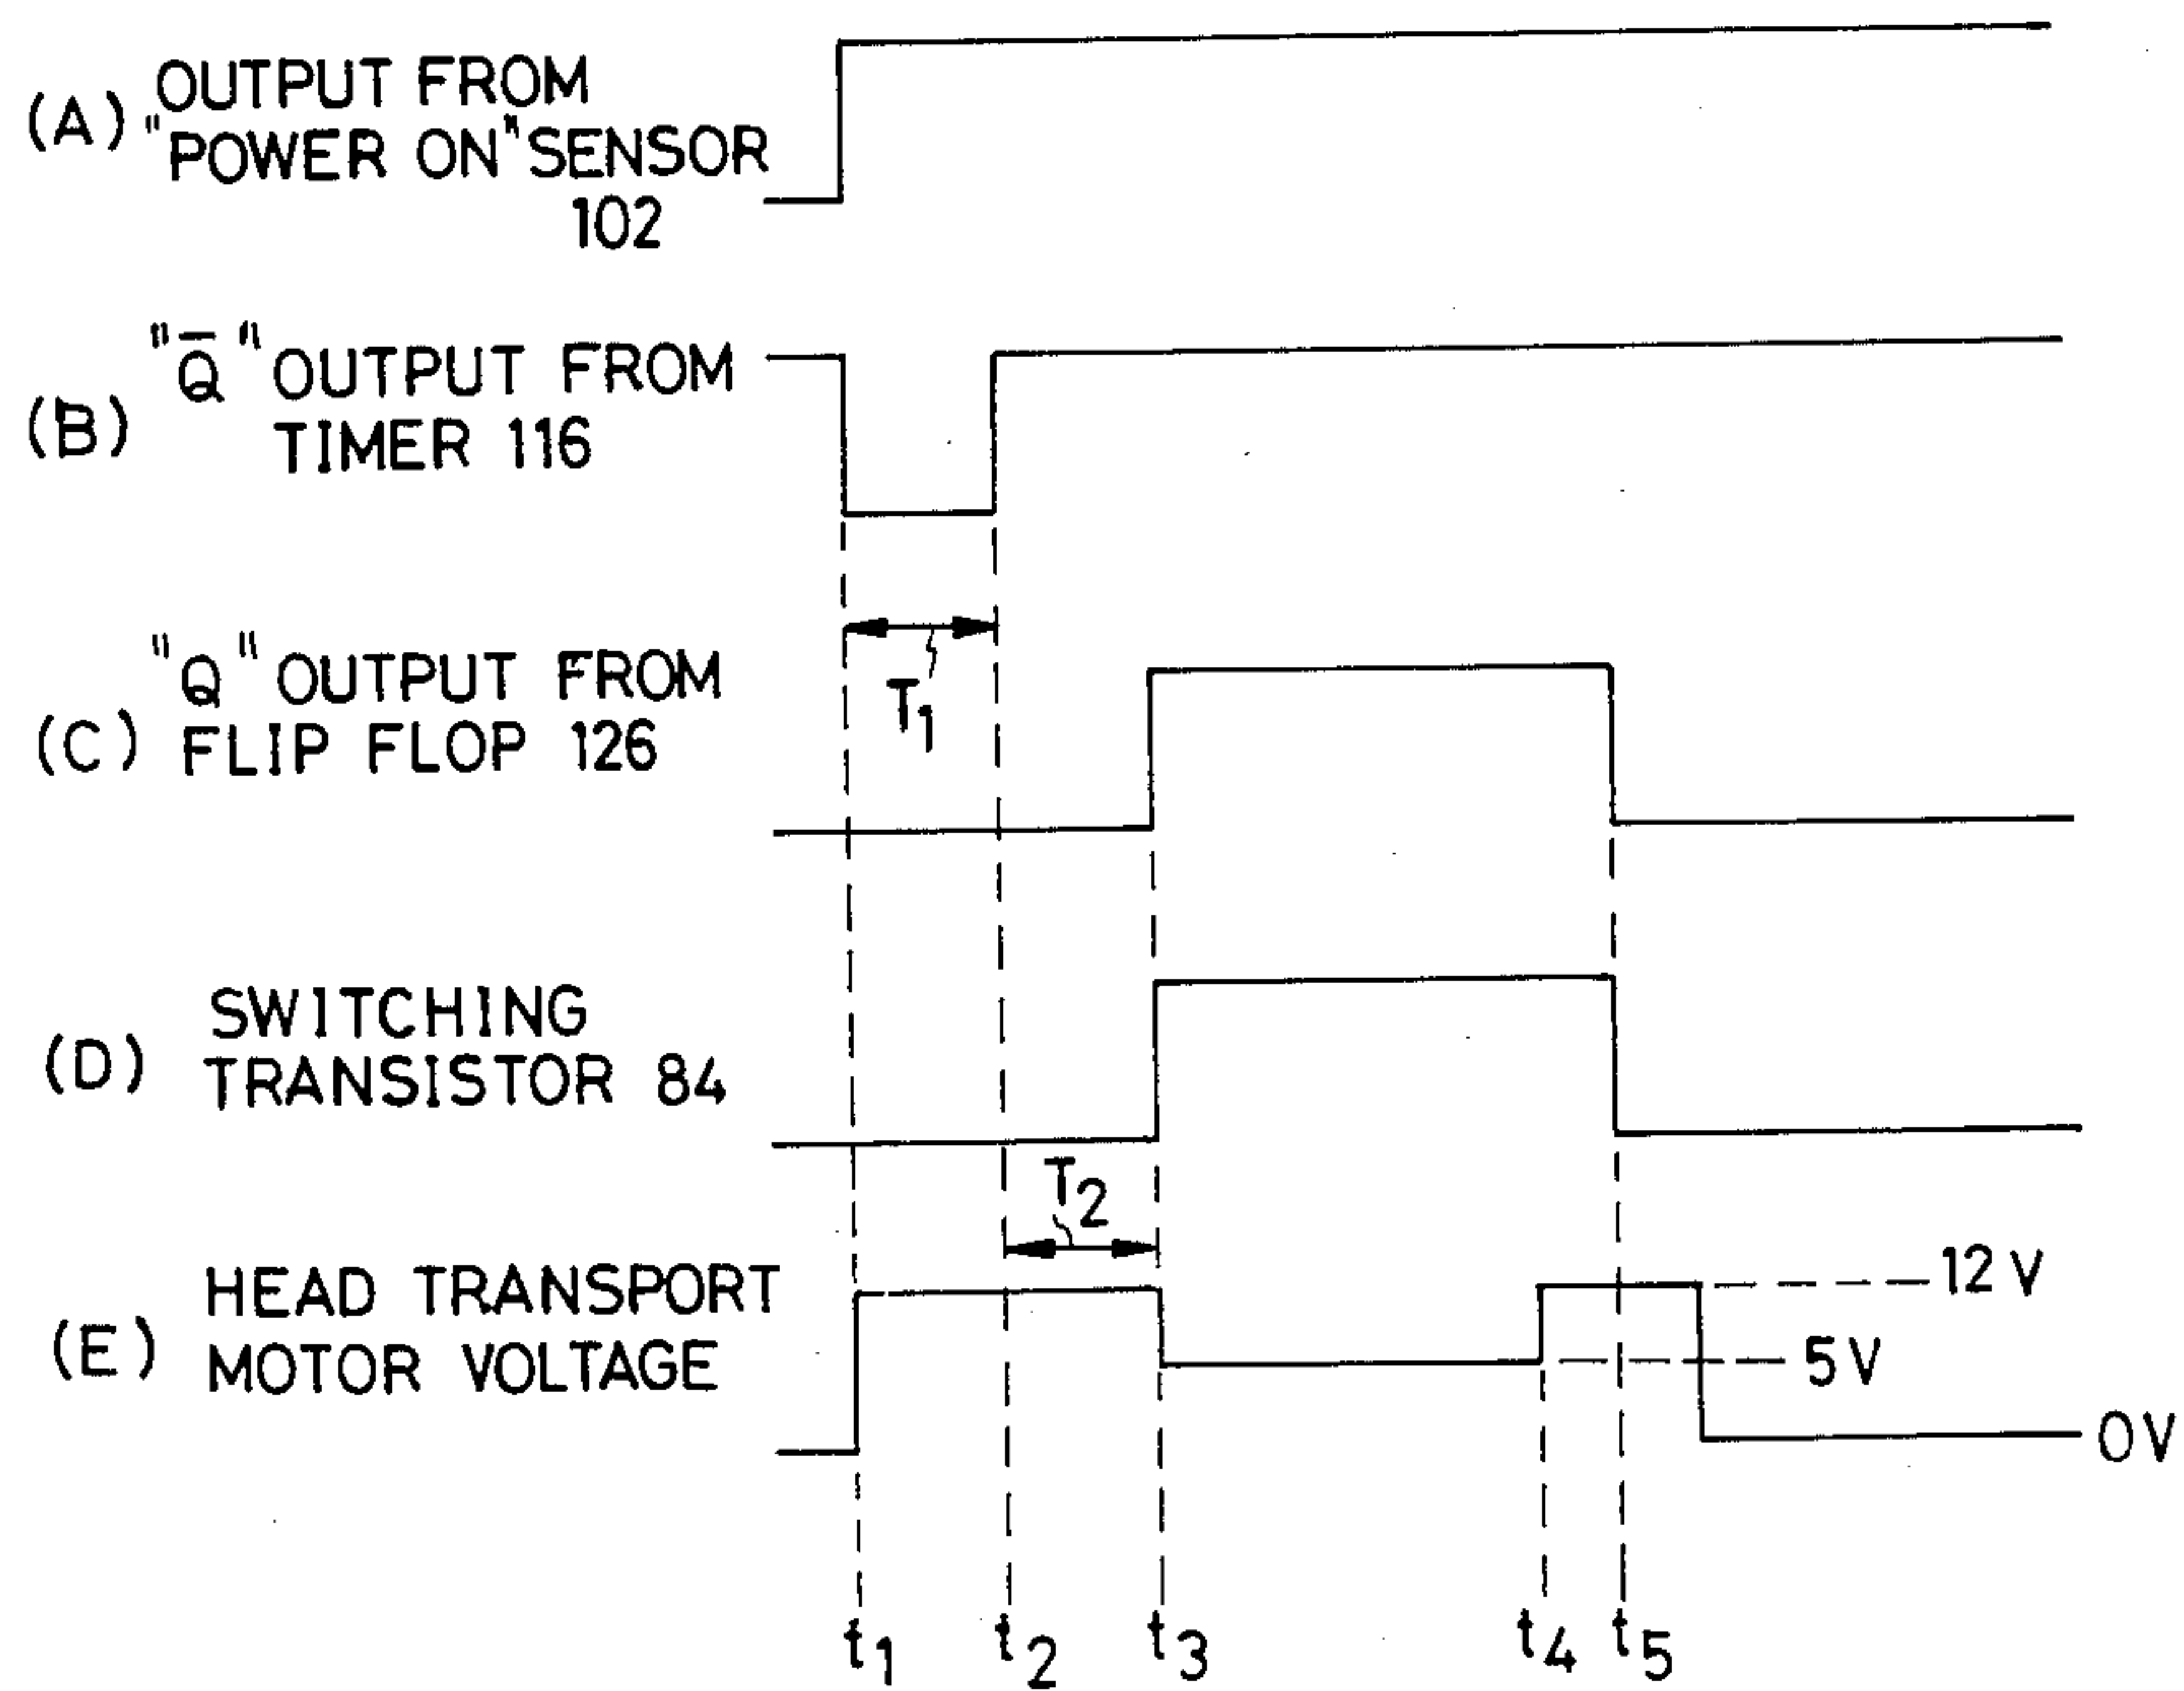 (A) OUTPUT FROM
"POWER ON" SENSOR
102
(B) "Q̅" OUTPUT FROM
TIMER 116
T1
(C) "Q" OUTPUT FROM
FLIP FLOP 126
(D) SWITCHING
TRANSISTOR 84
T2
(E) HEAD TRANSPORT
MOTOR VOLTAGE
12 V
5 V
0 V
t1 t2 t3 t4 t5